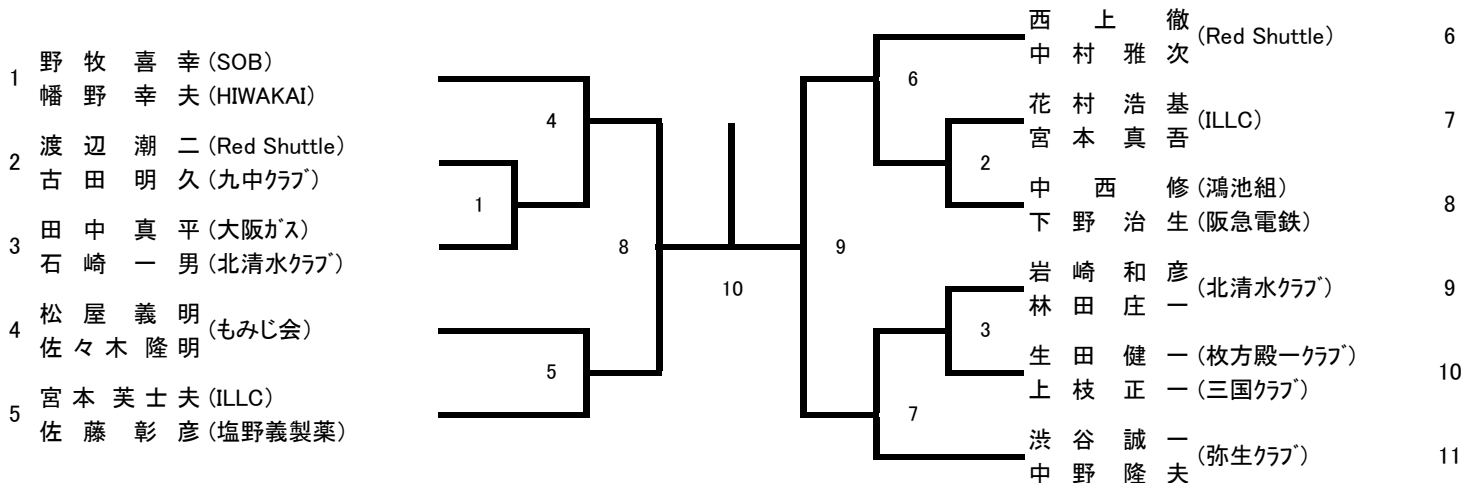 1
野 牧 喜 幸 (SOB)
幡 野 幸 夫 (HIWAKAI)
2
渡 辺 潮 二 (Red Shuttle)
古 田 明 久 (九中ｸﾗﾌﾞ)
3
田 中 真 平 (大阪ｶﾞｽ)
石 崎 一 男 (北清水ｸﾗﾌﾞ)
4
松 屋 義 明
佐 々 木 隆 明
(もみじ会)
5
宮 本 芙 士 夫 (ILLC)
佐 藤 彰 彦 (塩野義製薬)
4
1
8
5
10
9
6
2
3
7
西 上 徹
中 村 雅 次
(Red Shuttle)
6
花 村 浩 基
宮 本 真 吾
(ILLC)
7
中 西 修 (鴻池組)
下 野 治 生 (阪急電鉄)
8
岩 崎 和 彦
林 田 庄 一
(北清水ｸﾗﾌﾞ)
9
生 田 健 一 (枚方殿一ｸﾗﾌﾞ)
上 枝 正 一 (三国ｸﾗﾌﾞ)
10
渋 谷 誠 一
中 野 隆 夫
(弥生ｸﾗﾌﾞ)
11